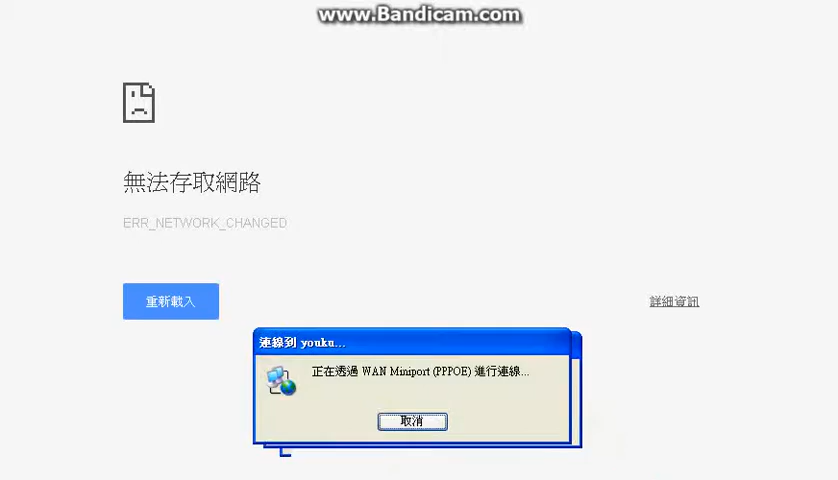 www.Bandicam.com
無法存取網路
ERR_NETWORK_CHANGED
重新載入
詳細資訊
連線到 youku...
正在透過 WAN Miniport (PPPOE) 進行連線...
取消